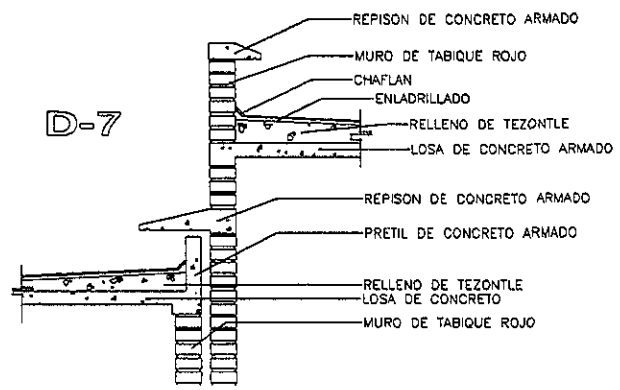 REPISON DE CONCRETO ARMADO
MURO DE TABIQUE ROJO
CHAFLAN
ENLADRILLADO
D-7
RELLENO DE TEZONTLE
LOSA DE CONCRETO ARMADO
REPISON DE CONCRETO ARMADO
PRETIL DE CONCRETO ARMADO
RELLENO DE TEZONTLE
LOSA DE CONCRETO
MURO DE TABIQUE ROJO